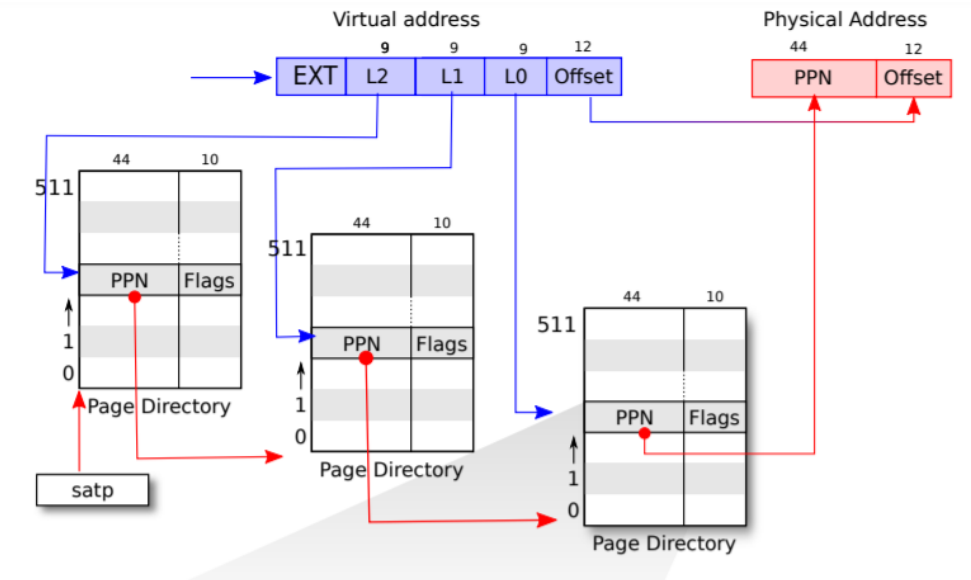 Virtual address
Physical Address
9 9 9 12
44 12
EXT L2 L1 L0 Offset
PPN Offset
44 10
511
PPN Flags
1
0
Page Directory
satp
44 10
511
PPN Flags
1
0
Page Directory
44 10
511
PPN Flags
1
0
Page Directory